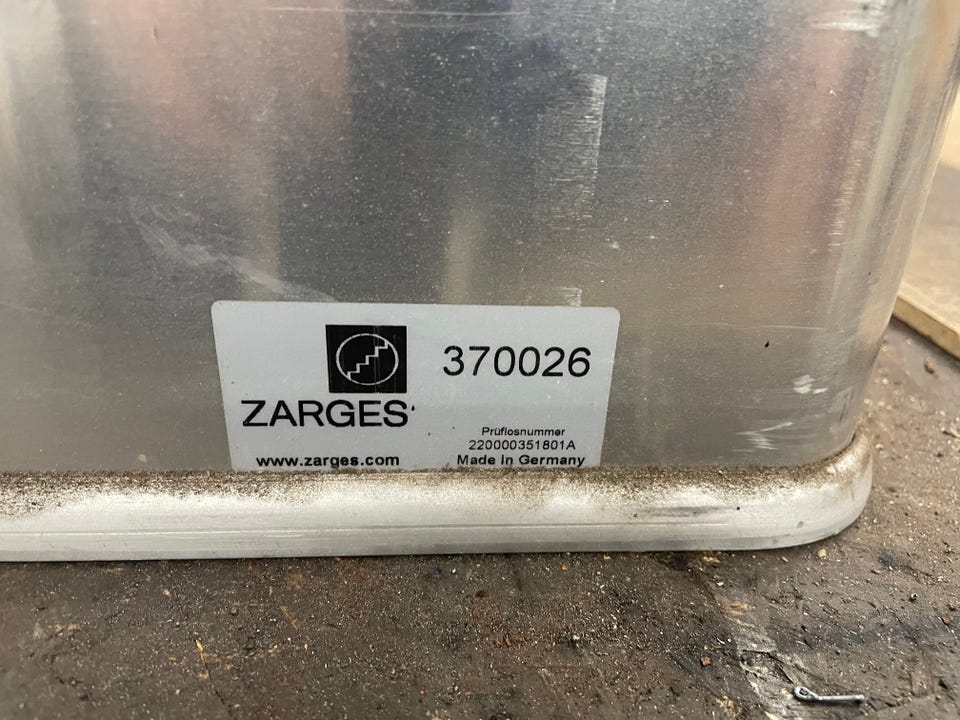 370026
ZARGES
Prüflosnummer
220000351801A
www.zarges.com
Made in Germany